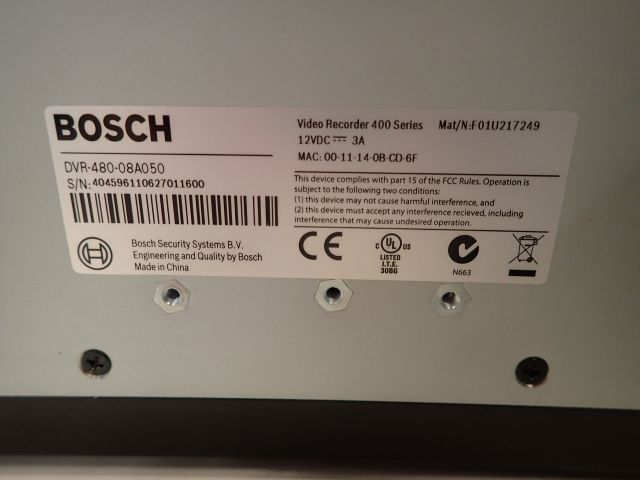 BOSCH
DVR-480-08A050
S/N: 404596110627011600
Bosch Security Systems B.V.
Engineering and Quality by Bosch
Made in China
Video Recorder 400 Series Mat/N:F01U217249
12VDC ⎓ 3A
MAC: 00-11-14-0B-CD-6F
This device complies with part 15 of the FCC Rules. Operation is
subject to the following two conditions:
(1) this device may not cause harmful interference, and
(2) this device must accept any interference recieved, including
interference that may cause undesired operation.
CE
C UL US
LISTED
I.T.E.
30BG
N663